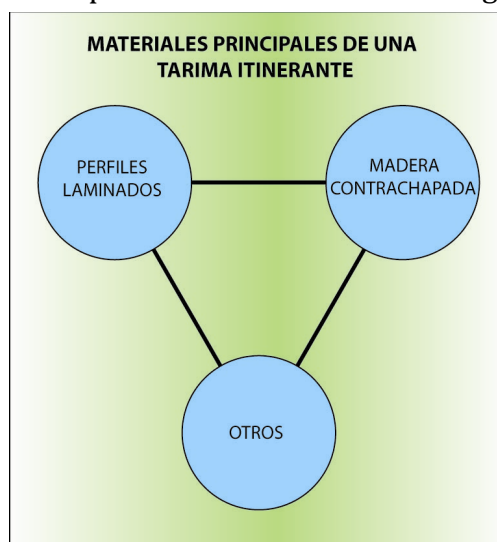 MATERIALES PRINCIPALES DE UNA
TARIMA ITINERANTE
PERFILES
LAMINADOS
MADERA
CONTRACHAPADA
OTROS